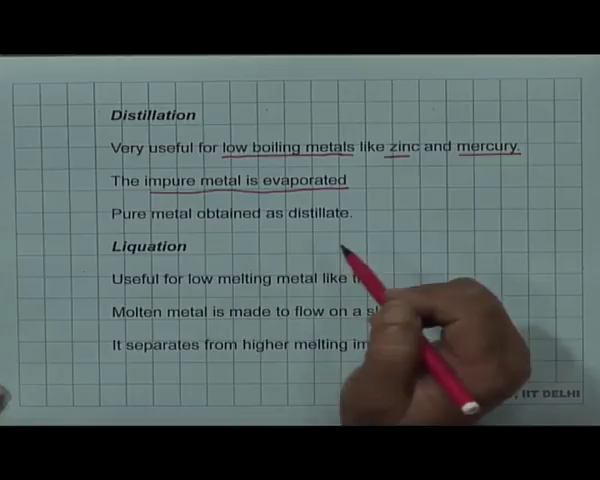 Distillation
Very useful for low boiling metals like zinc and mercury.
The impure metal is evaporated
Pure metal obtained as distillate.
Liquation
Useful for low melting metal like
Molten metal is made to flow on a
It separates from higher melting
, IIT DELHI